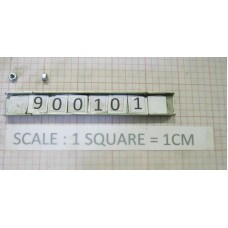 900101
SCALE : 1 SQUARE = 1CM